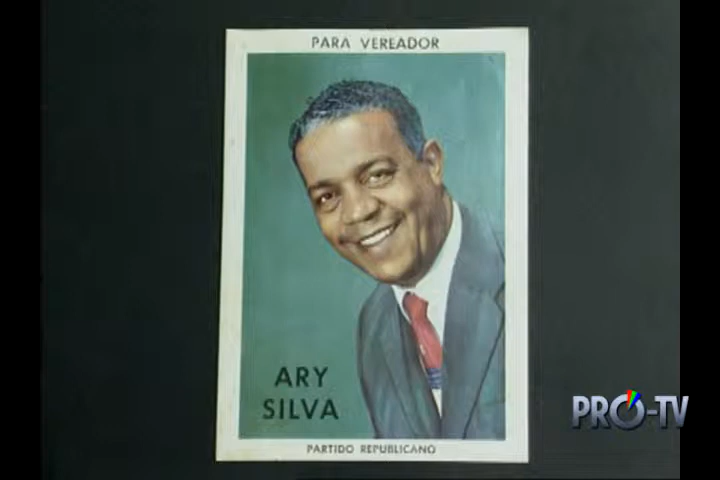 PARA VEREADOR
ARY
SILVA
PARTIDO REPUBLICANO
PRO-TV